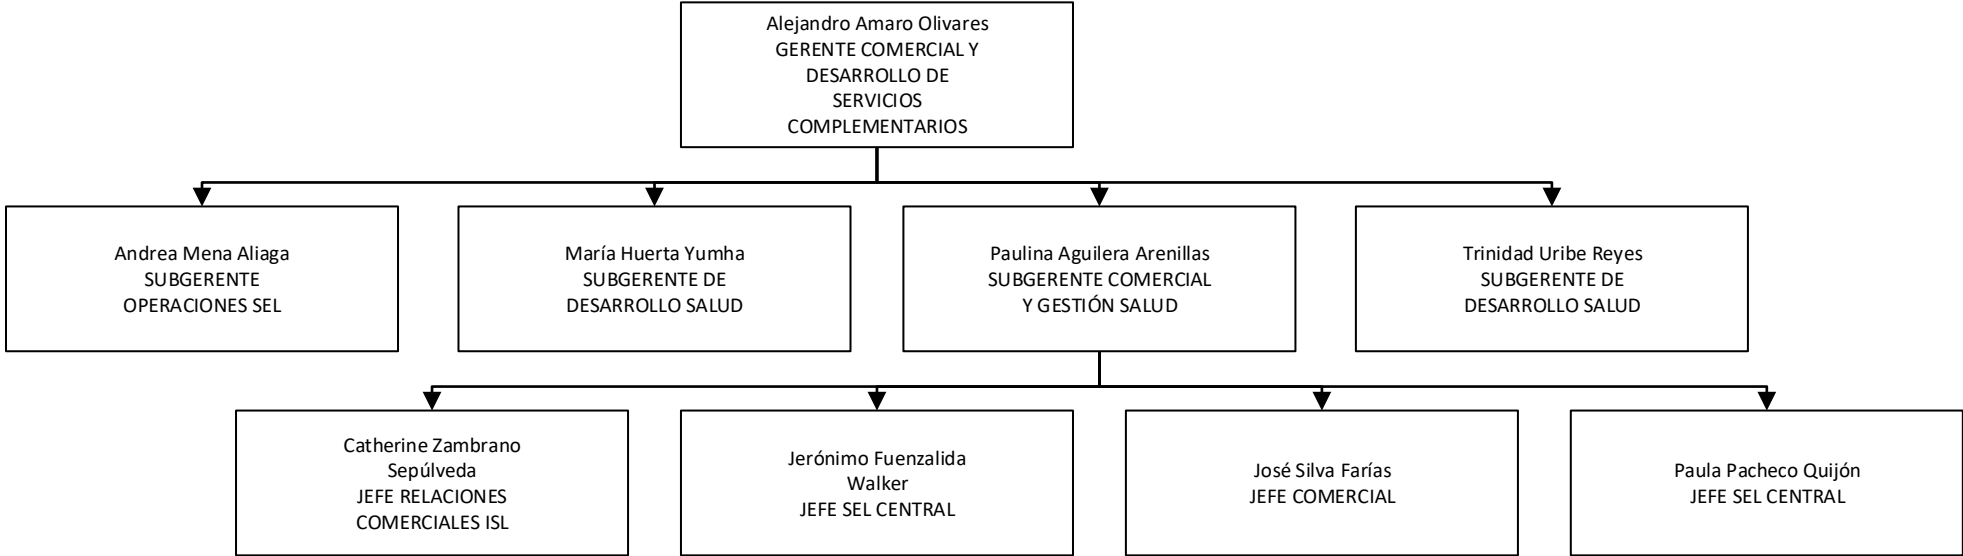 Alejandro Amaro Olivares
GERENTE COMERCIAL Y
DESARROLLO DE
SERVICIOS
COMPLEMENTARIOS
Andrea Mena Aliaga
SUBGERENTE
OPERACIONES SEL
María Huerta Yumha
SUBGERENTE DE
DESARROLLO SALUD
Paulina Aguilera Arenillas
SUBGERENTE COMERCIAL
Y GESTIÓN SALUD
Trinidad Uribe Reyes
SUBGERENTE DE
DESARROLLO SALUD
Catherine Zambrano
Sepúlveda
JEFE RELACIONES
COMERCIALES ISL
Jerónimo Fuenzalida
Walker
JEFE SEL CENTRAL
José Silva Farías
JEFE COMERCIAL
Paula Pacheco Quijón
JEFE SEL CENTRAL